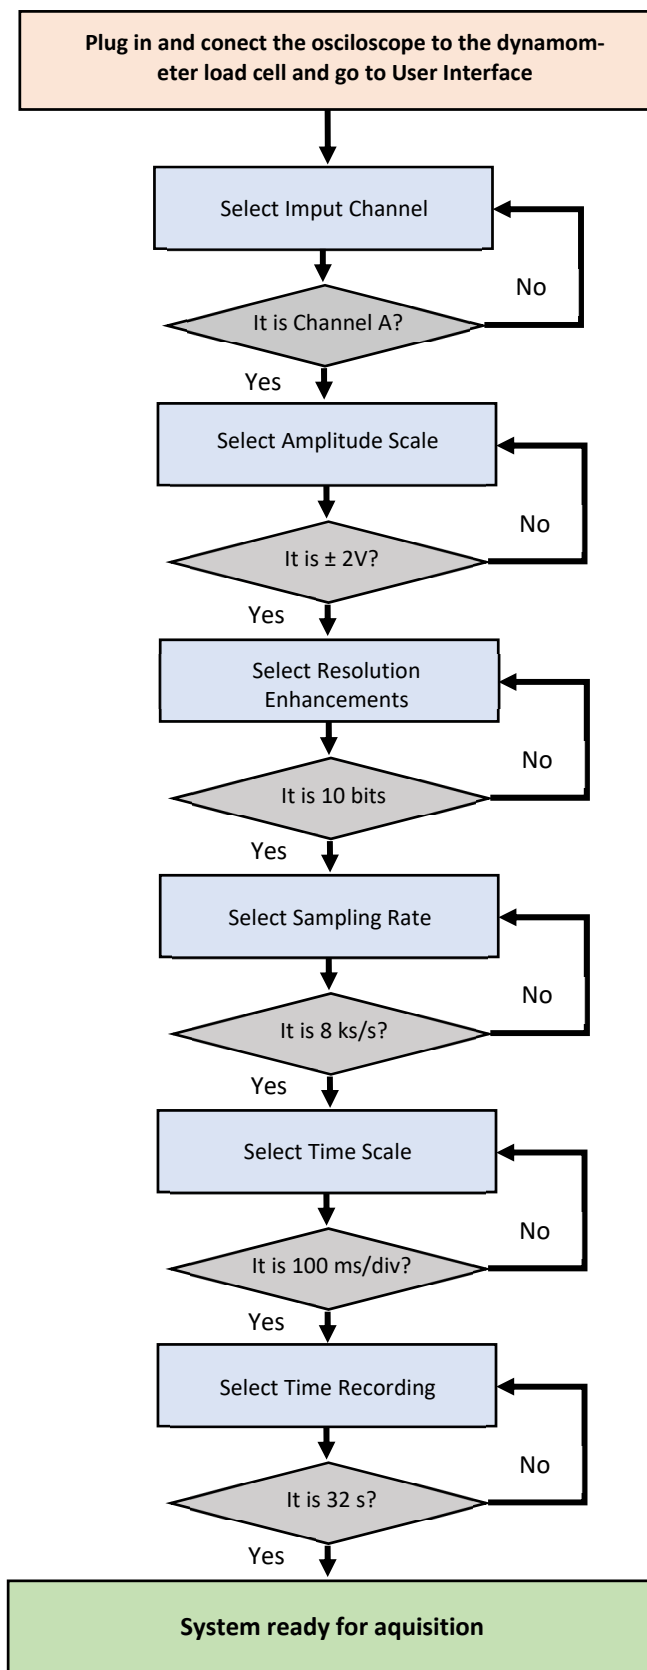 Plug in and conect the osciloscope to the dynamom-
eter load cell and go to User Interface
Select Imput Channel
No
It is Channel A?
Yes
Select Amplitude Scale
No
It is ± 2V?
Yes
Select Resolution
Enhancements
No
It is 10 bits
Yes
Select Sampling Rate
No
It is 8 ks/s?
Yes
Select Time Scale
No
It is 100 ms/div?
Yes
Select Time Recording
No
It is 32 s?
Yes
System ready for aquisition